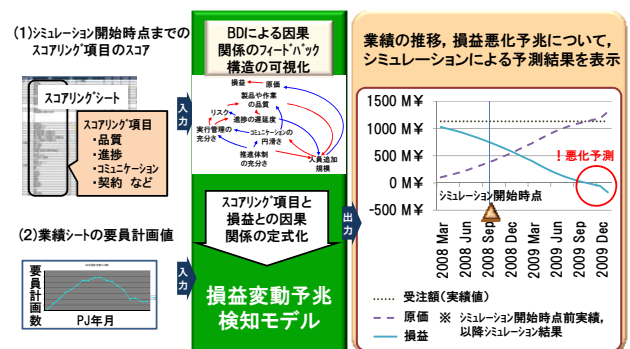 (1)ｼﾐｭﾚｰｼｮﾝ開始時点までの
ｽｺｱﾘﾝｸﾞ項目のスコア
スコアリングシート
ｽｺｱﾘﾝｸﾞ項目
・品質
・進捗
・ｺﾐｭﾆｹｰｼｮﾝ
・契約 など
(2)業績シートの要員計画値
要員計画数
PJ年月
入力
入力
BDによる因果
関係のﾌｨｰﾄﾞﾊﾞｯｸ
構造の可視化
損益
原価
製品や作業
の品質
リスク
進捗の遅延度
実行管理の
充分さ
コミュニケーションの
円滑さ
推進体制
の充分さ
人員追加
規模
ｽｺｱﾘﾝｸﾞ項目と
損益との因果
関係の定式化
損益変動予兆
検知モデル
出力
業績の推移，損益悪化予兆について，
シミュレーションによる予測結果を表示
1500 M¥
1000 M¥
500 M¥
0 M¥
-500 M¥
！悪化予測
シミュレーション開始時点
2008 Mar
2008 Jun
2008 Sep
2008 Dec
2009 Mar
2009 Jun
2009 Sep
2009 Dec
受注額(実績値)
原価
損益
※ ｼﾐｭﾚｰｼｮﾝ開始時点前実績，
以降ｼﾐｭﾚｰｼｮﾝ結果